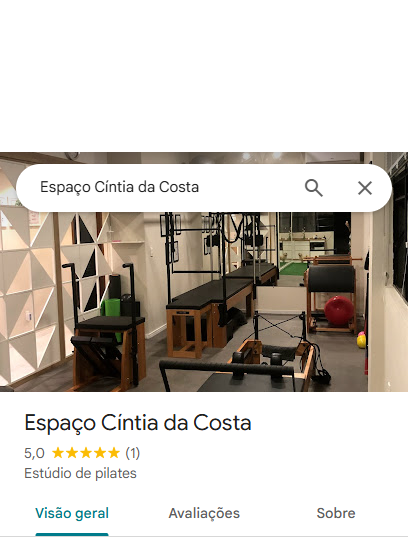 Espaço Cíntia da Costa
Espaço Cíntia da Costa
5,0 ★★★★★ (1)
Estúdio de pilates
Visão geral Avaliações Sobre